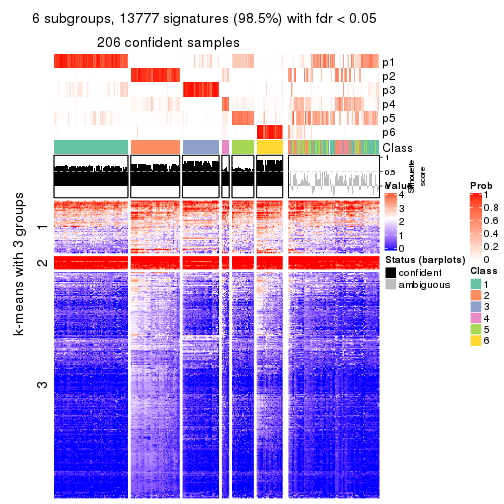 6 subgroups, 13777 signatures (98.5%) with fdr < 0.05
206 confident samples
p1
p2
p3
p4
p5
p6
Class
1
0.5
0
Silhouette
score
k-means with 3 groups
1
2
3
Value
4
3
2
1
0
Status (barplots)
confident
ambiguous
Prob
1
0.8
0.6
0.4
0.2
0
Class
1
2
3
4
5
6